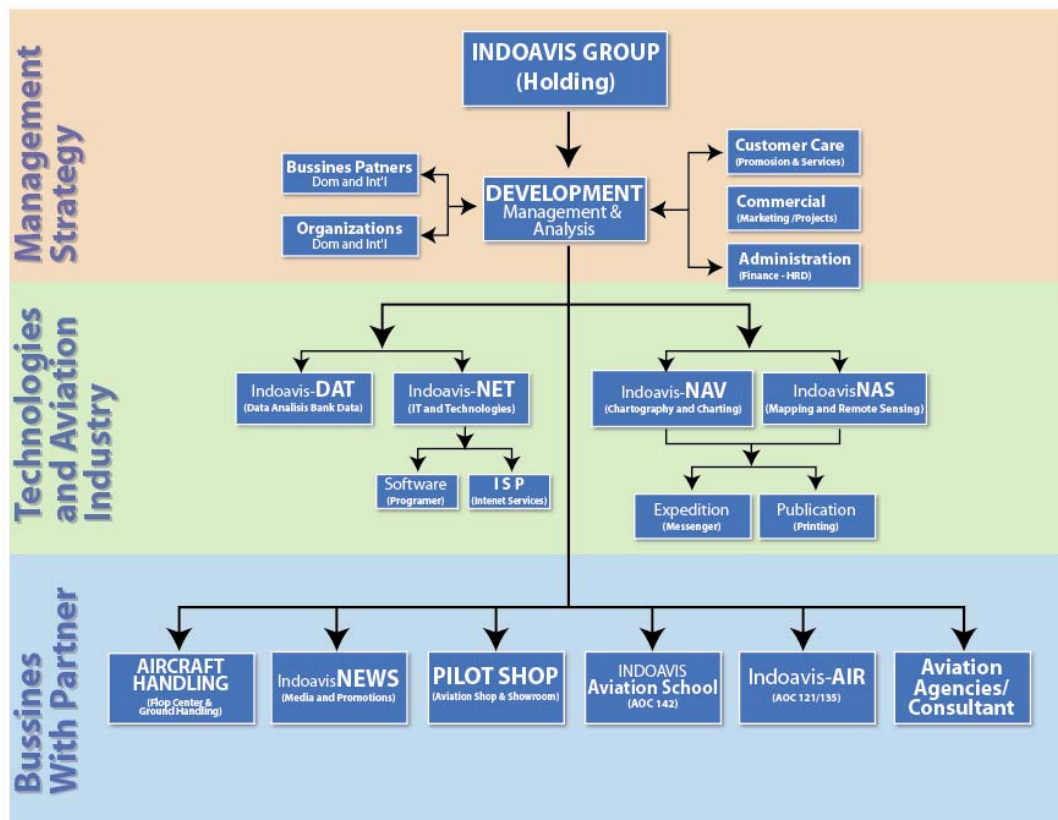 Management
Strategy
INDOAVIS GROUP
(Holding)
Bussines Patners
Dom and Int'l
Organizations
Dom and Int'l
DEVELOPMENT
Management &
Analysis
Customer Care
(Promosion & Services)
Commercial
(Marketing /Projects)
Administration
(Finance - HRD)
Technologies
and Aviation
Industry
Indoavis-DAT
(Data Analisis Bank Data)
Indoavis-NET
(IT and Technologies)
Indoavis-NAV
(Chartography and Charting)
IndoavisNAS
(Mapping and Remote Sensing)
Software
(Programer)
I S P
(Intenet Services)
Expedition
(Messenger)
Publication
(Printing)
Bussines
With Partner
AIRCRAFT
HANDLING
(Flop Center &
Ground Handling)
IndoavisNEWS
(Media and Promotions)
PILOT SHOP
(Aviation Shop & Showroom)
INDOAVIS
Aviation School
(AOC 142)
Indoavis-AIR
(AOC 121/135)
Aviation
Agencies/
Consultant